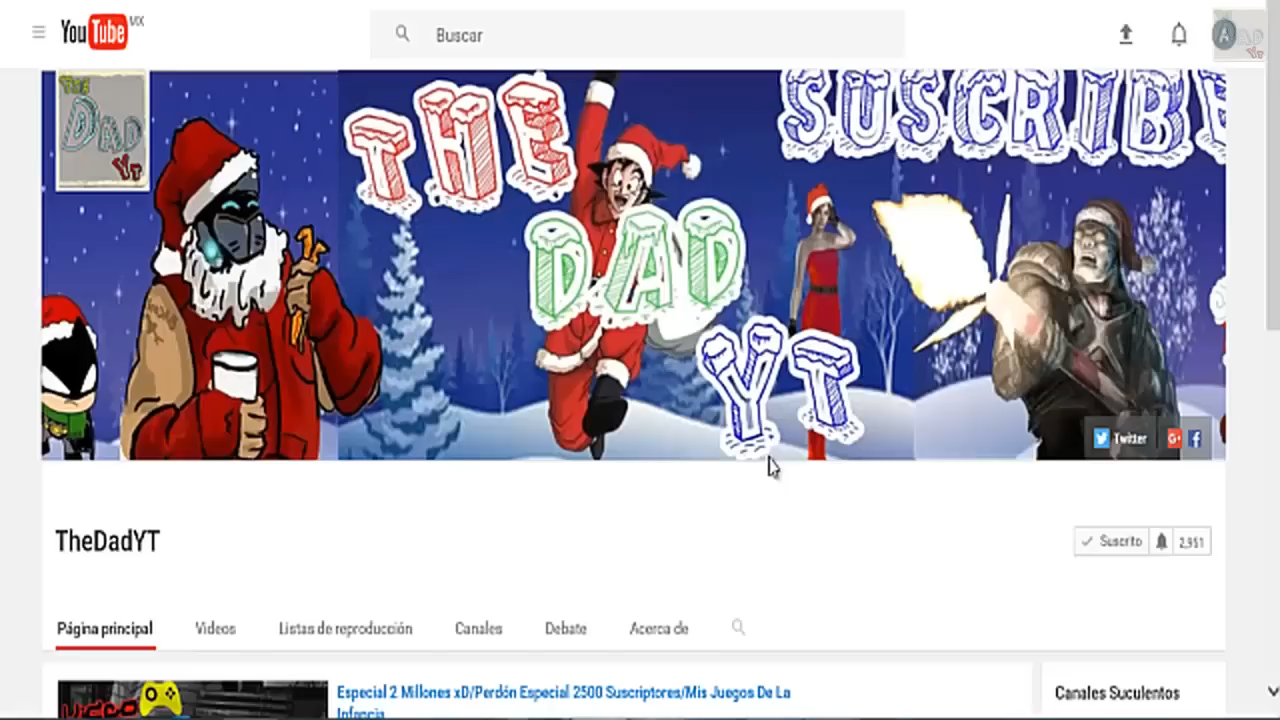 YouTube MX
Buscar
A
THE DAD YT
THE
DAD
YT
SUSCRIBE
Twitter
TheDadYT
Suscrito 2,951
Página principal Videos Listas de reproducción Canales Debate Acerca de
Especial 2 Millones xD/Perdón Especial 2500 Suscriptores/Mis Juegos De La
Infancia
Canales Suculentos
VIDEO